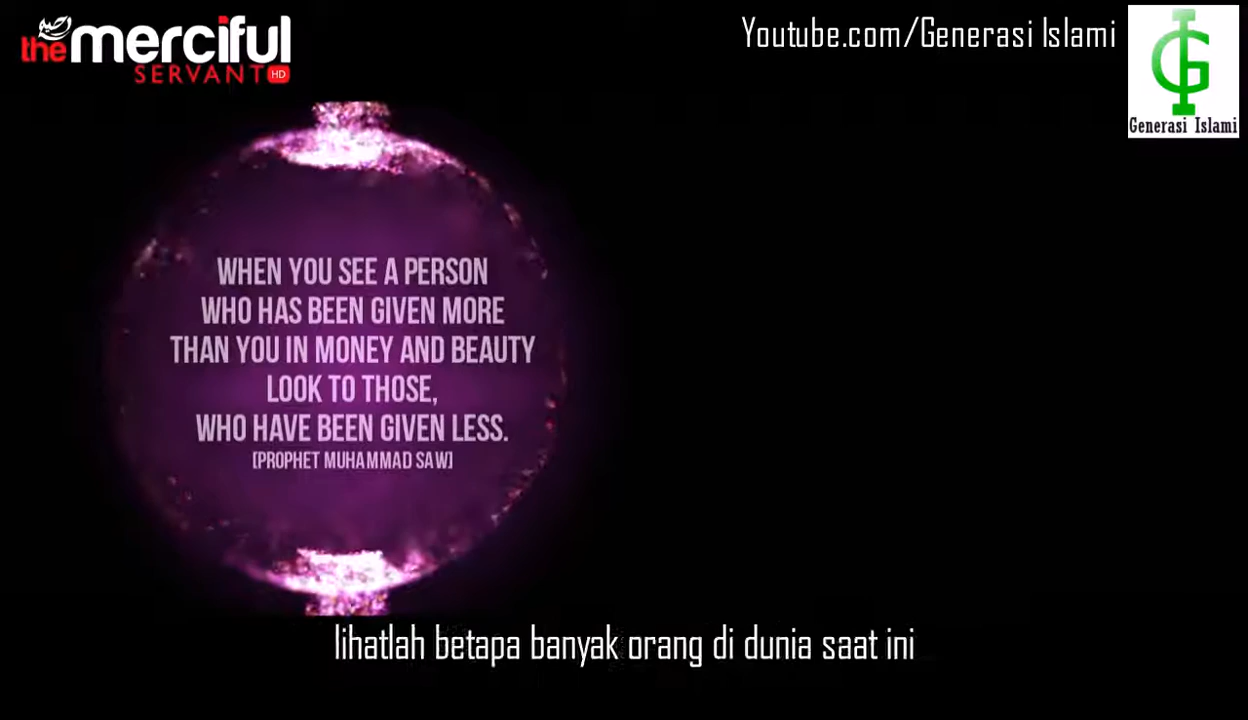 the merciful
SERVANT HD
Youtube.com/Generasi Islami
GI
Generasi Islami
WHEN YOU SEE A PERSON
WHO HAS BEEN GIVEN MORE
THAN YOU IN MONEY AND BEAUTY
LOOK TO THOSE,
WHO HAVE BEEN GIVEN LESS.
[PROPHET MUHAMMAD SAW]
lihatlah betapa banyak orang di dunia saat ini